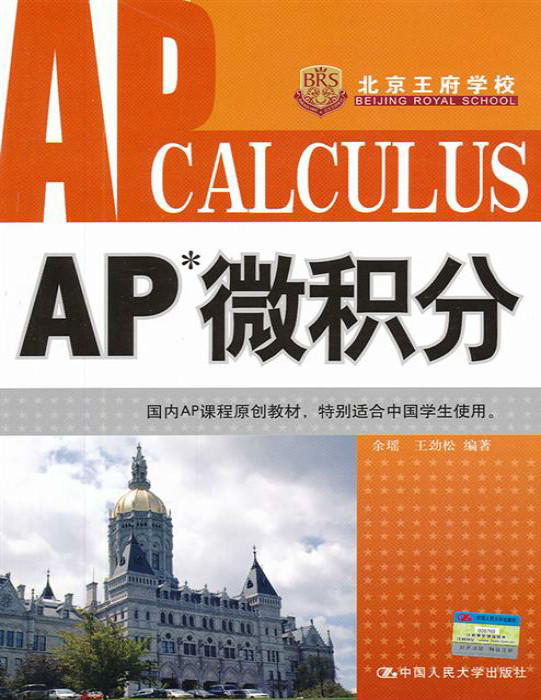 AP
BRS
北京王府学校
BEIJING ROYAL SCHOOL
CALCULUS
AP*微积分
国内AP课程原创教材，特别适合中国学生使用。
余瑶 王劲松 编著
中国人民大学出版社